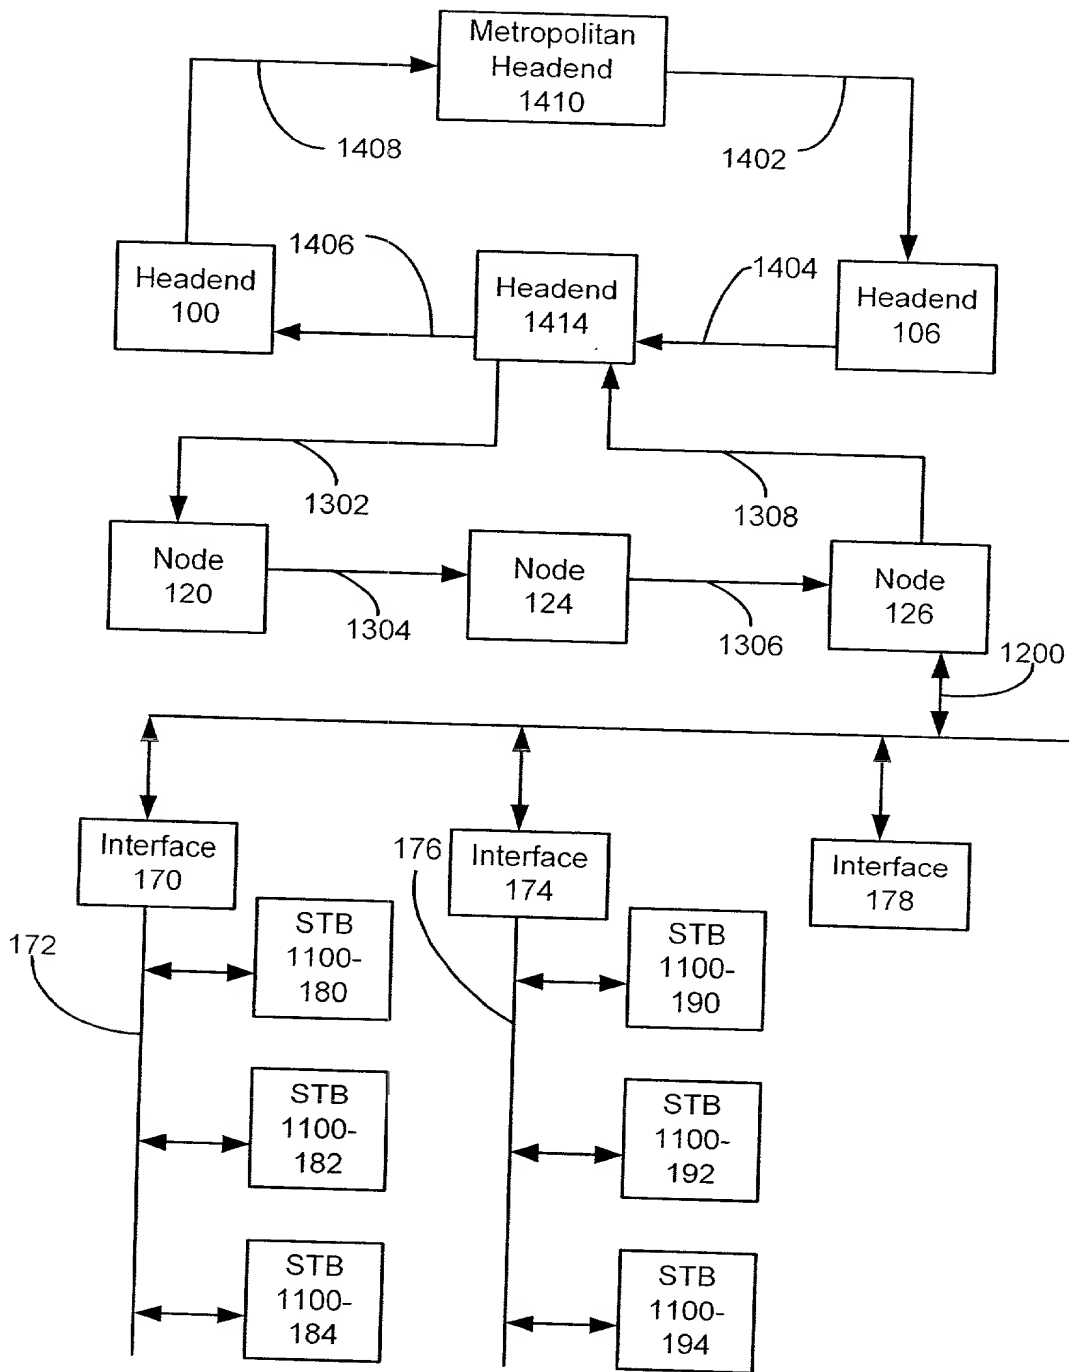 Metropolitan
Headend
1410
1408
1402
1406
1404
Headend
100
Headend
1414
Headend
106
1302
1308
Node
120
Node
124
Node
126
1304
1306
1200
Interface
170
176
Interface
174
Interface
178
172
STB
1100-
180
STB
1100-
190
STB
1100-
182
STB
1100-
192
STB
1100-
184
STB
1100-
194